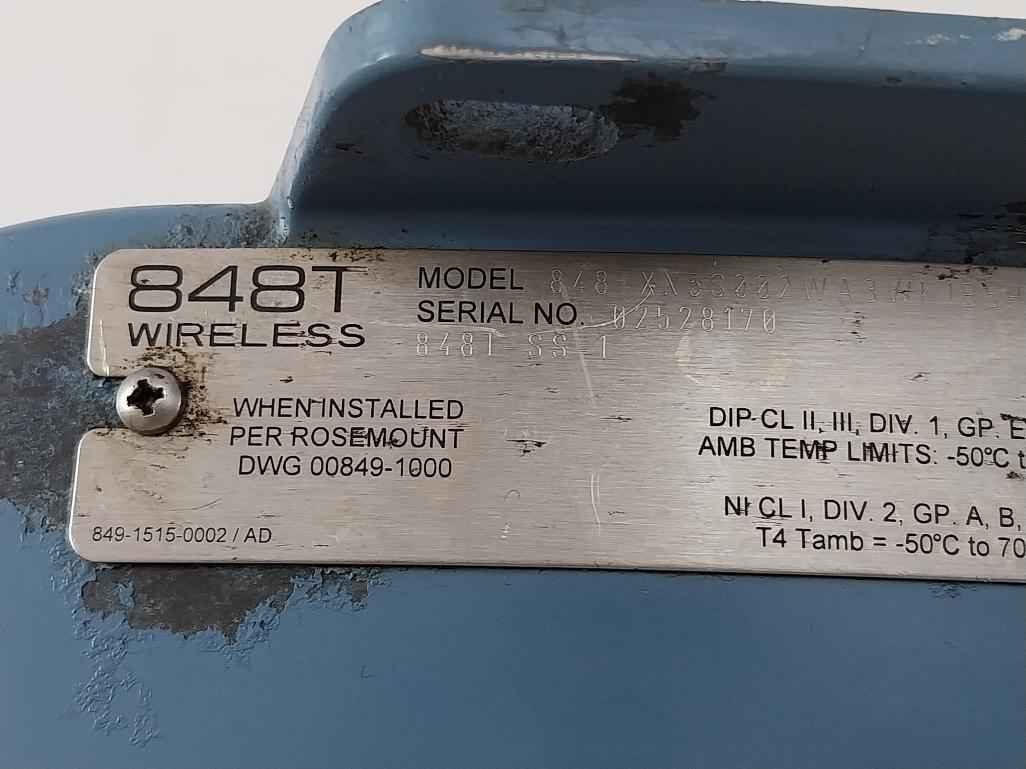 848T
WIRELESS
MODEL
SERIAL NO. 02528170
848T SS 1
WHEN INSTALLED
PER ROSEMOUNT
DWG 00849-1000
849-1515-0002 / AD
DIP CL II, III, DIV. 1, GP. E
AMB TEMP LIMITS: -50°C t
NI CL I, DIV. 2, GP. A, B,
T4 Tamb = -50°C to 70